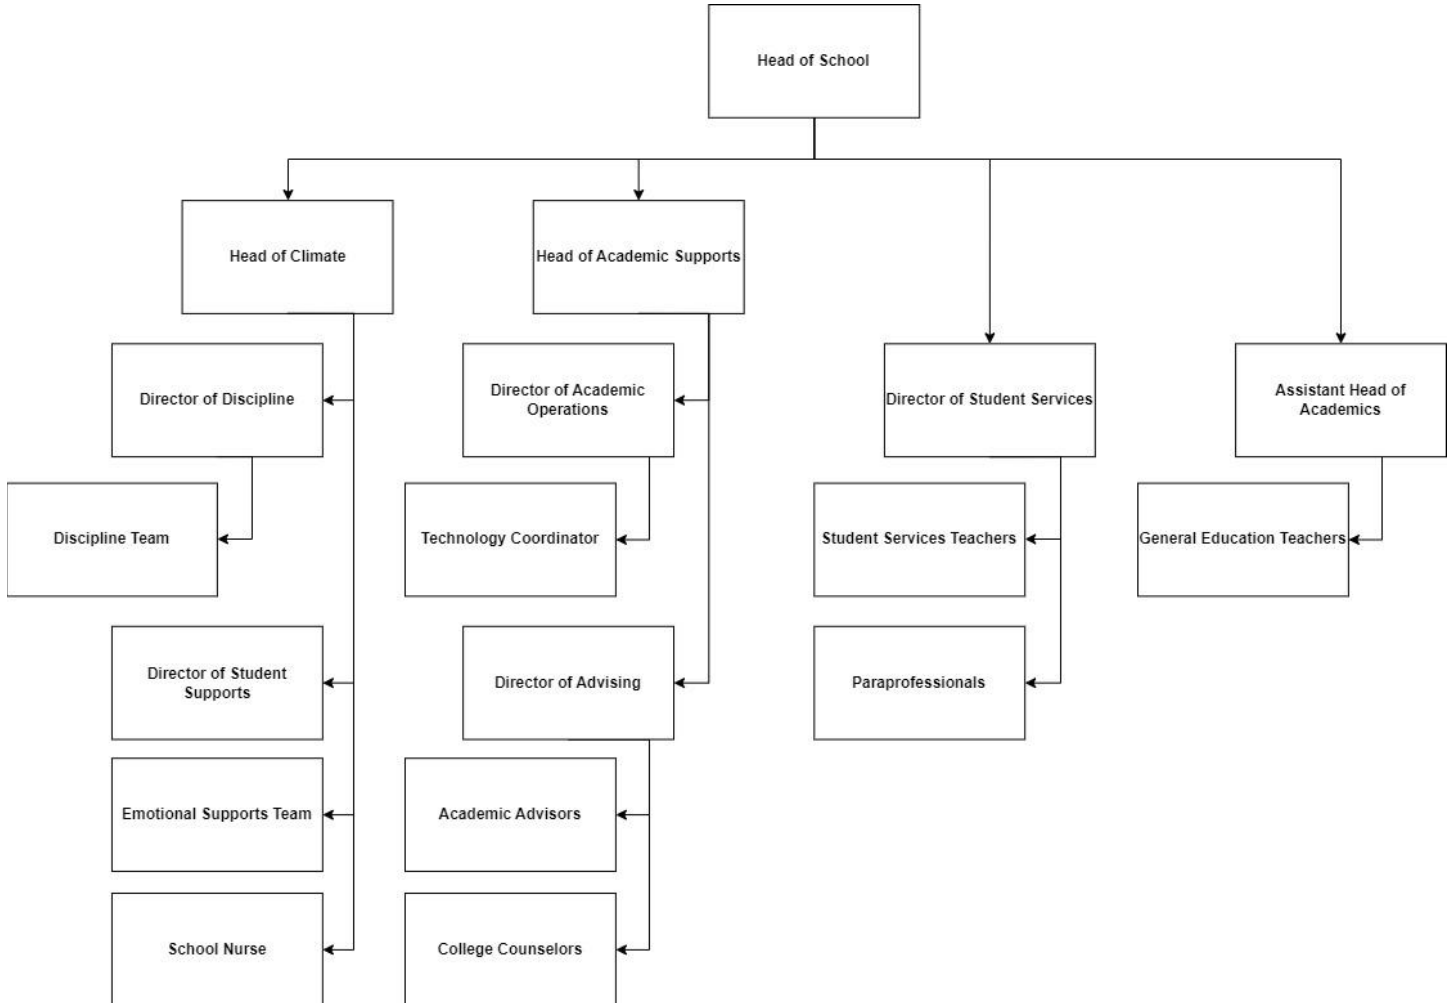 Head of School
Head of Climate
Head of Academic Supports
Director of Discipline
Director of Academic
Operations
Director of Student Services
Assistant Head of
Academics
Discipline Team
Technology Coordinator
Student Services Teachers
General Education Teachers
Director of Student
Supports
Director of Advising
Paraprofessionals
Emotional Supports Team
Academic Advisors
School Nurse
College Counselors